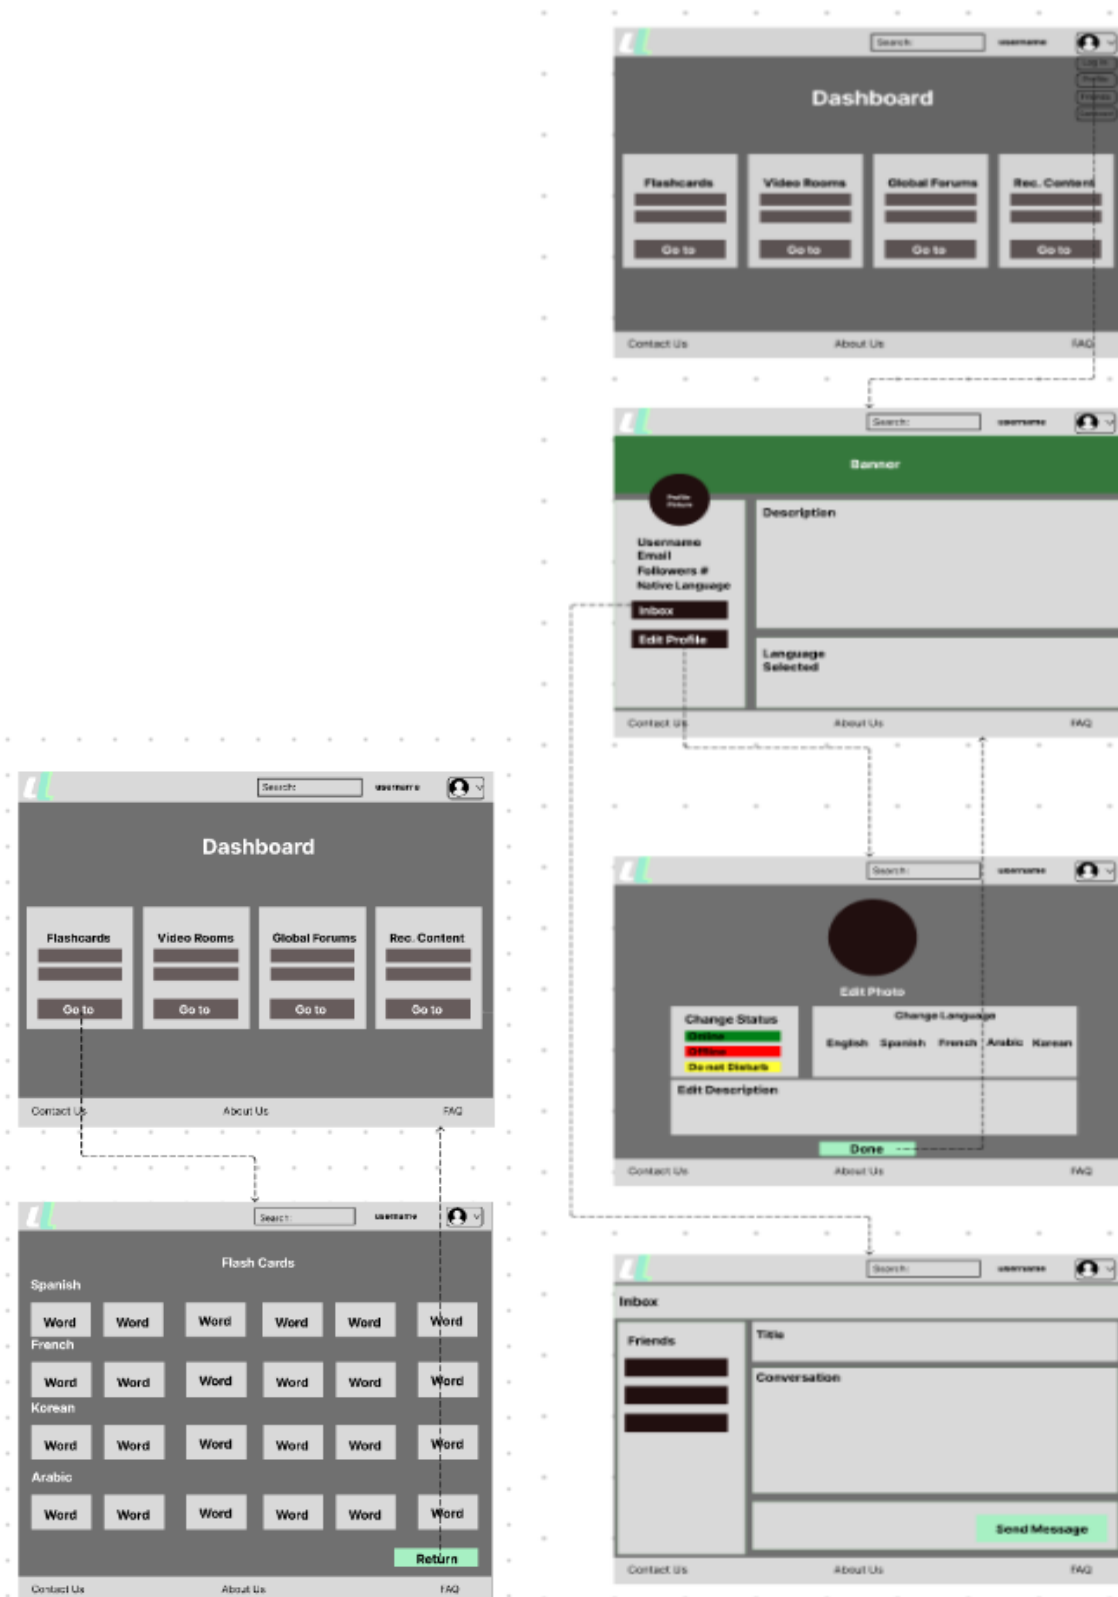 Search:
username
Log In
Profile
Friends
Dashboard
Flashcards
Video Rooms
Global Forums
Rec. Content
Go to
Go to
Go to
Go to
Contact Us
About Us
FAQ
Search:
username
Banner
Profile
Picture
Username
Email
Followers #
Native Language
Inbox
Edit Profile
Description
Language
Selected
Contact Us
About Us
FAQ
Search:
username
Edit Photo
Change Status
Online
Offline
Do not Disturb
Change Language
English Spanish French Arabic Korean
Edit Description
Done
Contact Us
About Us
FAQ
Search:
username
Inbox
Friends
Title
Conversation
Send Message
Contact Us
About Us
FAQ
Search:
username
Dashboard
Flashcards
Video Rooms
Global Forums
Rec. Content
Go to
Go to
Go to
Go to
Contact Us
About Us
FAQ
Search:
username
Flash Cards
Spanish
Word Word Word Word Word Word
French
Word Word Word Word Word Word
Korean
Word Word Word Word Word Word
Arabic
Word Word Word Word Word Word
Return
Contact Us
About Us
FAQ